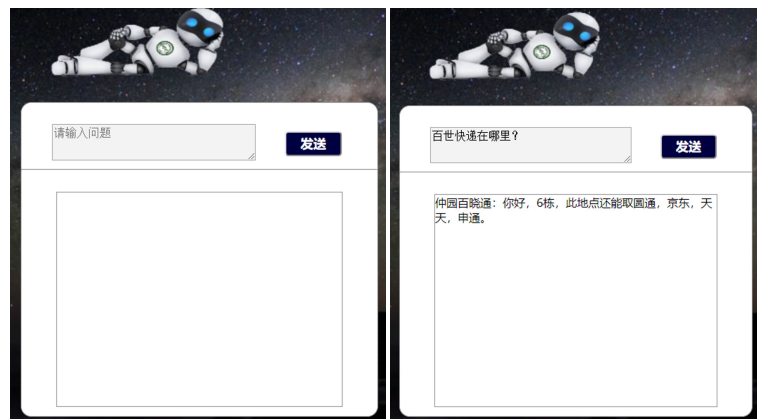 请输入问题
发送
百世快递在哪里?
发送
仲园百晓通：你好，6栋，此地点还能取圆通，京东，天
天，申通。